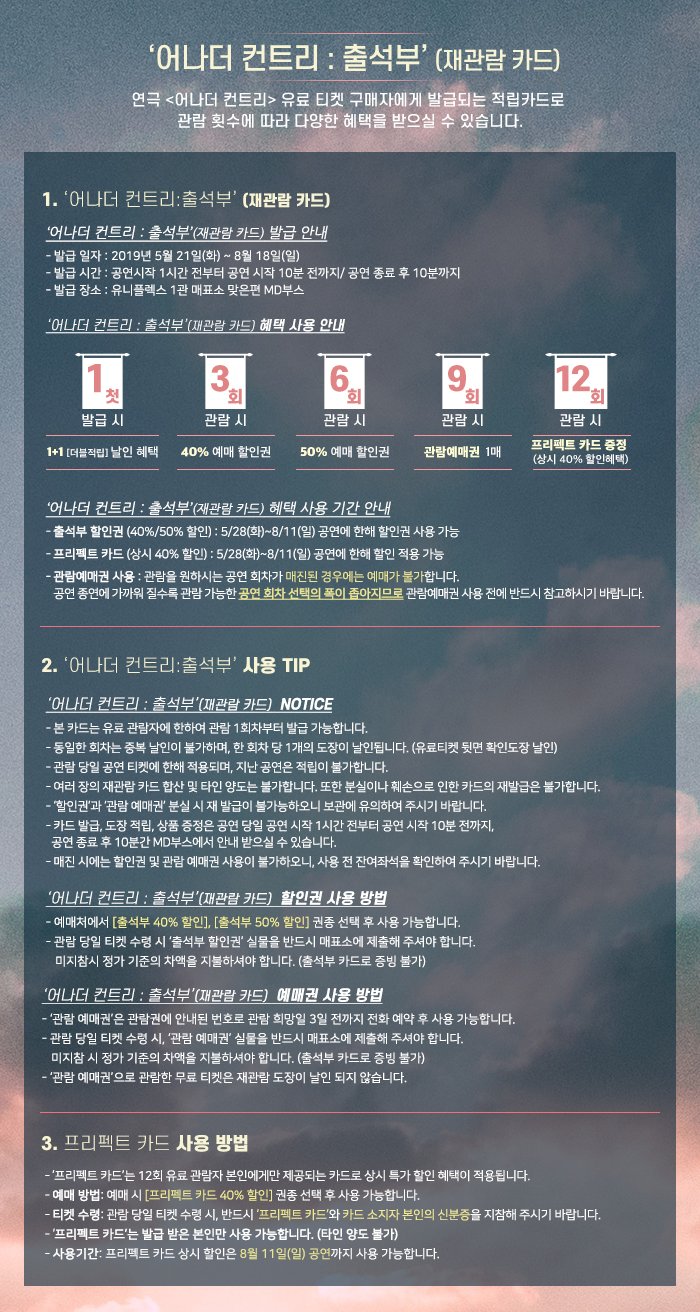 ‘어나더 컨트리 : 출석부’ (재관람 카드)
연극 <어나더 컨트리> 유료 티켓 구매자에게 발급되는 적립카드로
관람 횟수에 따라 다양한 혜택을 받으실 수 있습니다.
1. ‘어나더 컨트리:출석부’ (재관람 카드)
‘어나더 컨트리 : 출석부’(재관람 카드) 발급 안내
- 발급 일자 : 2019년 5월 21일(화) ~ 8월 18일(일)
- 발급 시간 : 공연시작 1시간 전부터 공연 시작 10분 전까지/ 공연 종료 후 10분까지
- 발급 장소 : 유니플렉스 1관 매표소 맞은편 MD부스
‘어나더 컨트리 : 출석부’(재관람 카드) 혜택 사용 안내
1첫 3회 6회 9회 12회
발급 시 관람 시 관람 시 관람 시 관람 시
1+1 [더블적립] 날인 혜택 40% 예매 할인권 50% 예매 할인권 관람예매권 1매 프리펙트 카드 증정
(상시 40% 할인혜택)
‘어나더 컨트리 : 출석부’(재관람 카드) 혜택 사용 기간 안내
- 출석부 할인권 (40%/50% 할인) : 5/28(화)~8/11(일) 공연에 한해 할인권 사용 가능
- 프리펙트 카드 (상시 40% 할인) : 5/28(화)~8/11(일) 공연에 한해 할인 적용 가능
- 관람예매권 사용 : 관람을 원하시는 공연 회차가 매진된 경우에는 예매가 불가합니다.
공연 종연에 가까워 질수록 관람 가능한 공연 회차 선택의 폭이 좁아지므로 관람예매권 사용 전에 반드시 참고하시기 바랍니다.
2. ‘어나더 컨트리:출석부’ 사용 TIP
‘어나더 컨트리 : 출석부’(재관람 카드) NOTICE
- 본 카드는 유료 관람자에 한하여 관람 1회차부터 발급 가능합니다.
- 동일한 회차는 중복 날인이 불가하며, 한 회차 당 1개의 도장이 날인됩니다. (유료티켓 뒷면 확인도장 날인)
- 관람 당일 공연 티켓에 한해 적용되며, 지난 공연은 적립이 불가합니다.
- 여러 장의 재관람 카드 합산 및 타인 양도는 불가합니다. 또한 분실이나 훼손으로 인한 카드의 재발급은 불가합니다.
- ‘할인권’과 ‘관람 예매권’ 분실 시 재 발급이 불가능하오니 보관에 유의하여 주시기 바랍니다.
- 카드 발급, 도장 적립, 상품 증정은 공연 당일 공연 시작 1시간 전부터 공연 시작 10분 전까지,
공연 종료 후 10분간 MD부스에서 안내 받으실 수 있습니다.
- 매진 시에는 할인권 및 관람 예매권 사용이 불가하오니, 사용 전 잔여좌석을 확인하여 주시기 바랍니다.
‘어나더 컨트리 : 출석부’(재관람 카드) 할인권 사용 방법
- 예매처에서 [출석부 40% 할인], [출석부 50% 할인] 권종 선택 후 사용 가능합니다.
- 관람 당일 티켓 수령 시 ‘출석부 할인권’ 실물을 반드시 매표소에 제출해 주셔야 합니다.
미지참시 정가 기준의 차액을 지불하셔야 합니다. (출석부 카드로 증빙 불가)
‘어나더 컨트리 : 출석부’(재관람 카드) 예매권 사용 방법
- ‘관람 예매권’은 관람권에 안내된 번호로 관람 희망일 3일 전까지 전화 예약 후 사용 가능합니다.
- 관람 당일 티켓 수령 시, ‘관람 예매권’ 실물을 반드시 매표소에 제출해 주셔야 합니다.
미지참 시 정가 기준의 차액을 지불하셔야 합니다. (출석부 카드로 증빙 불가)
- ‘관람 예매권’으로 관람한 무료 티켓은 재관람 도장이 날인 되지 않습니다.
3. 프리펙트 카드 사용 방법
- ‘프리펙트 카드’는 12회 유료 관람자 본인에게만 제공되는 카드로 상시 특가 할인 혜택이 적용됩니다.
- 예매 방법: 예매 시 [프리펙트 카드 40% 할인] 권종 선택 후 사용 가능합니다.
- 티켓 수령: 관람 당일 티켓 수령 시, 반드시 ‘프리펙트 카드’와 카드 소지자 본인의 신분증을 지참해 주시기 바랍니다.
- ‘프리펙트 카드’는 발급 받은 본인만 사용 가능합니다. (타인 양도 불가)
- 사용기간: 프리펙트 카드 상시 할인은 8월 11일(일) 공연까지 사용 가능합니다.